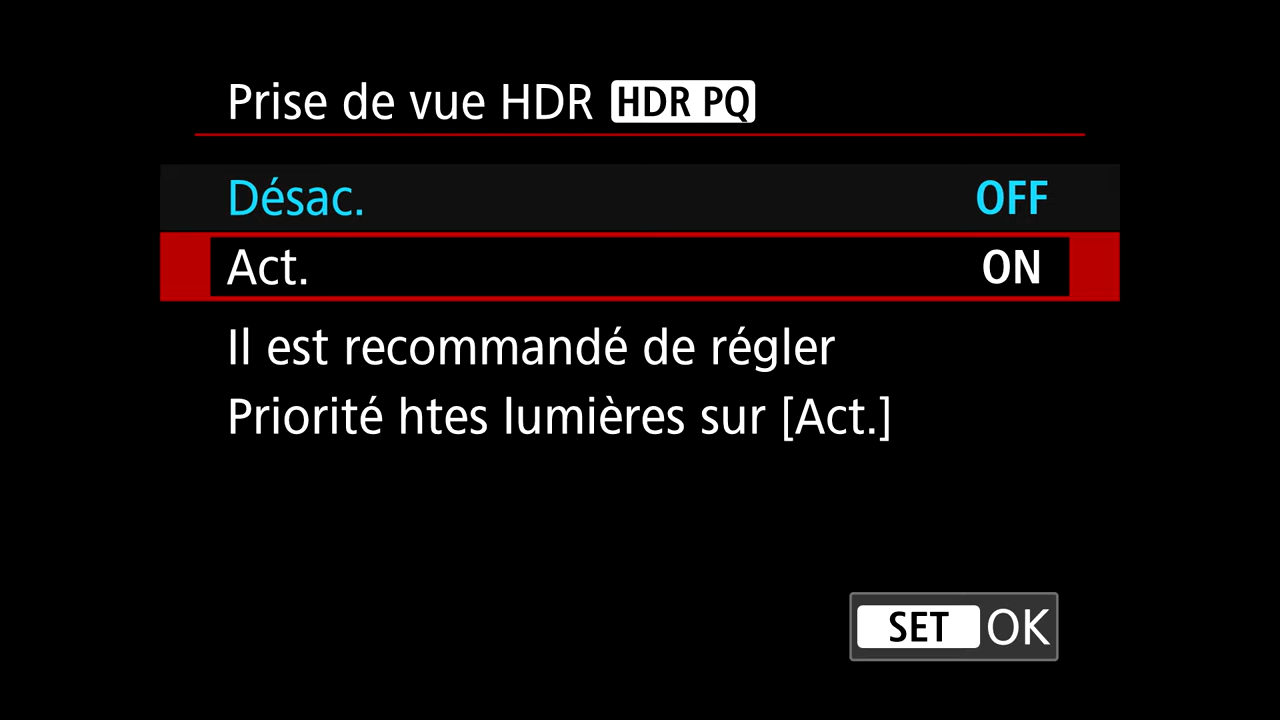 Prise de vue HDR HDR PQ
Désac. OFF
Act. ON
Il est recommandé de régler
Priorité htes lumières sur [Act.]
SET OK